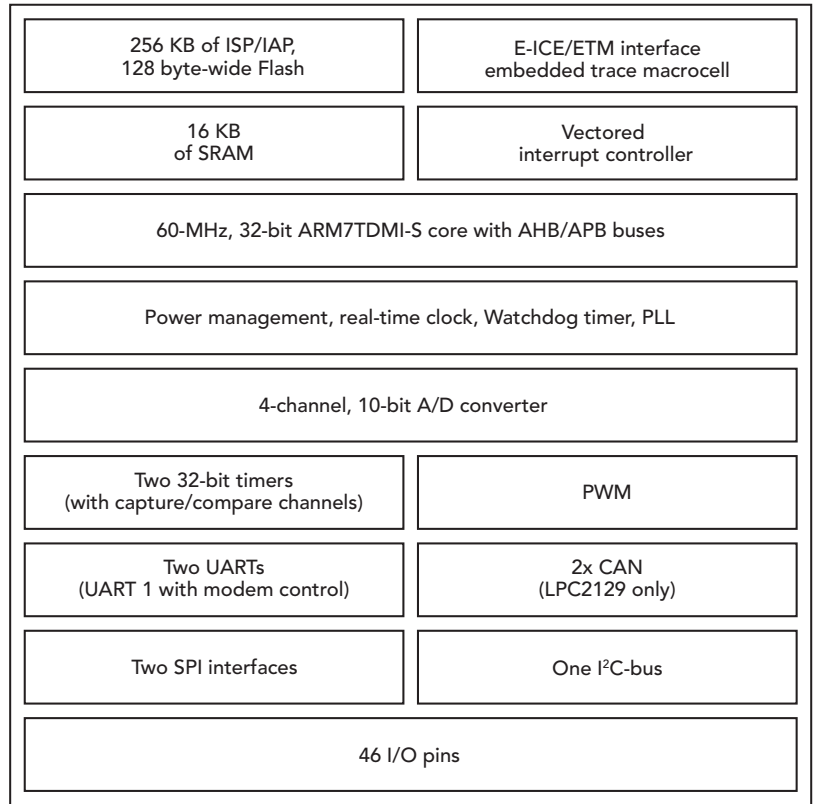 256 KB of ISP/IAP,
128 byte-wide Flash
E-ICE/ETM interface
embedded trace macrocell
16 KB
of SRAM
Vectored
interrupt controller
60-MHz, 32-bit ARM7TDMI-S core with AHB/APB buses
Power management, real-time clock, Watchdog timer, PLL
4-channel, 10-bit A/D converter
Two 32-bit timers
(with capture/compare channels)
PWM
Two UARTs
(UART 1 with modem control)
2x CAN
(LPC2129 only)
Two SPI interfaces
One I²C-bus
46 I/O pins